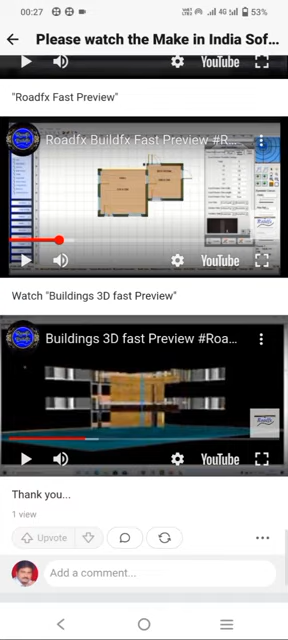 00:27
4G
53%
Please watch the Make in India Sof...
YouTube
"Roadfx Fast Preview"
Roadfx Buildfx Fast Preview #R...
YouTube
Watch "Buildings 3D fast Preview"
Buildings 3D fast Preview #Roa...
YouTube
Thank you...
1 view
Upvote
Add a comment...